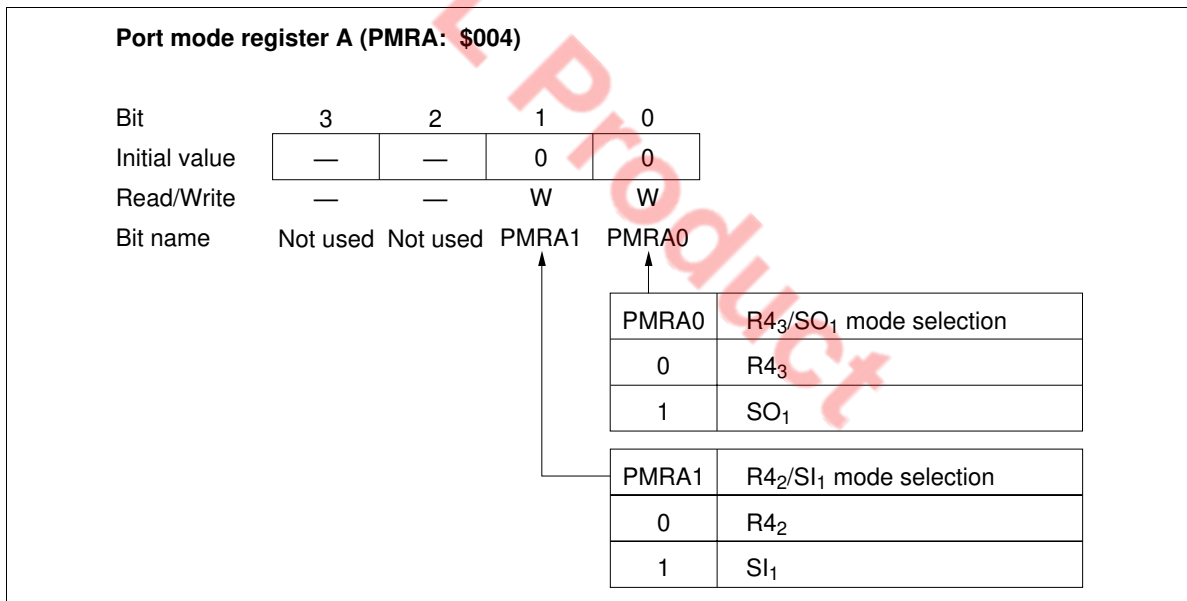 Port mode register A (PMRA: $004)
Bit 3 2 1 0
Initial value — — 0 0
Read/Write — — W W
Bit name Not used Not used PMRA1 PMRA0
PMRA0 R4₃/SO₁ mode selection
0 R4₃
1 SO₁
PMRA1 R4₂/SI₁ mode selection
0 R4₂
1 SI₁
L Product